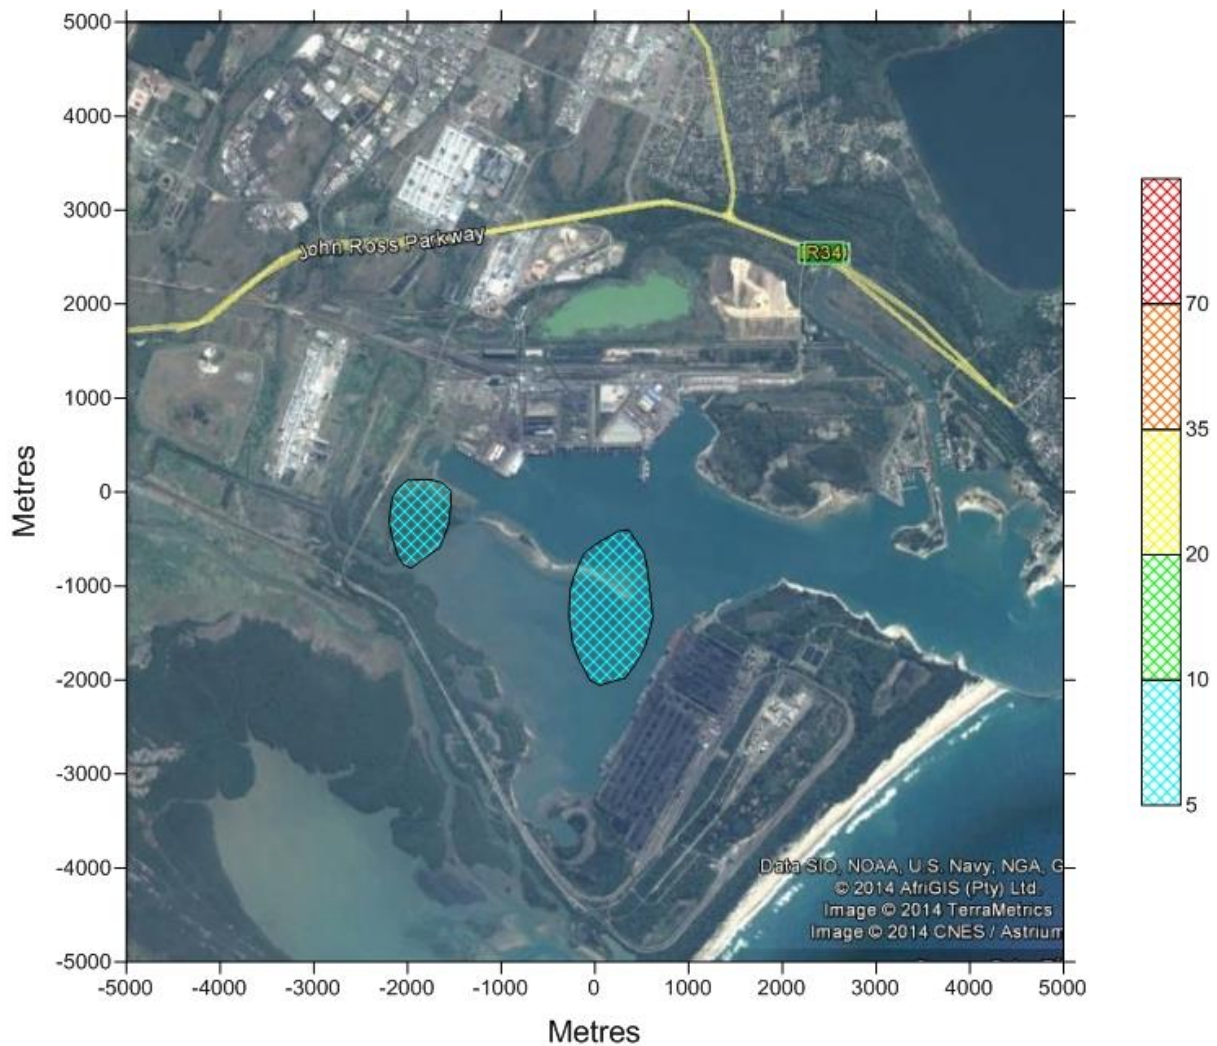 5000
4000
3000
2000
1000
0
-1000
-2000
-3000
-4000
-5000
Metres
John Ross Parkway
R34
70
35
20
10
5
Data SIO, NOAA, U.S. Navy, NGA, G
© 2014 AfriGIS (Pty) Ltd.
Image © 2014 TerraMetrics
Image © 2014 CNES / Astrium
-5000 -4000 -3000 -2000 -1000 0 1000 2000 3000 4000 5000
Metres